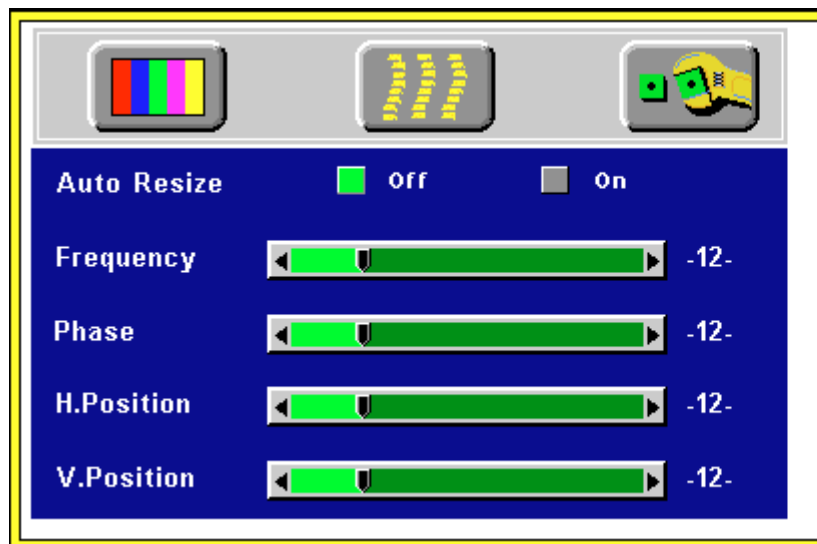 Auto Resize Off On
Frequency -12-
Phase -12-
H.Position -12-
V.Position -12-